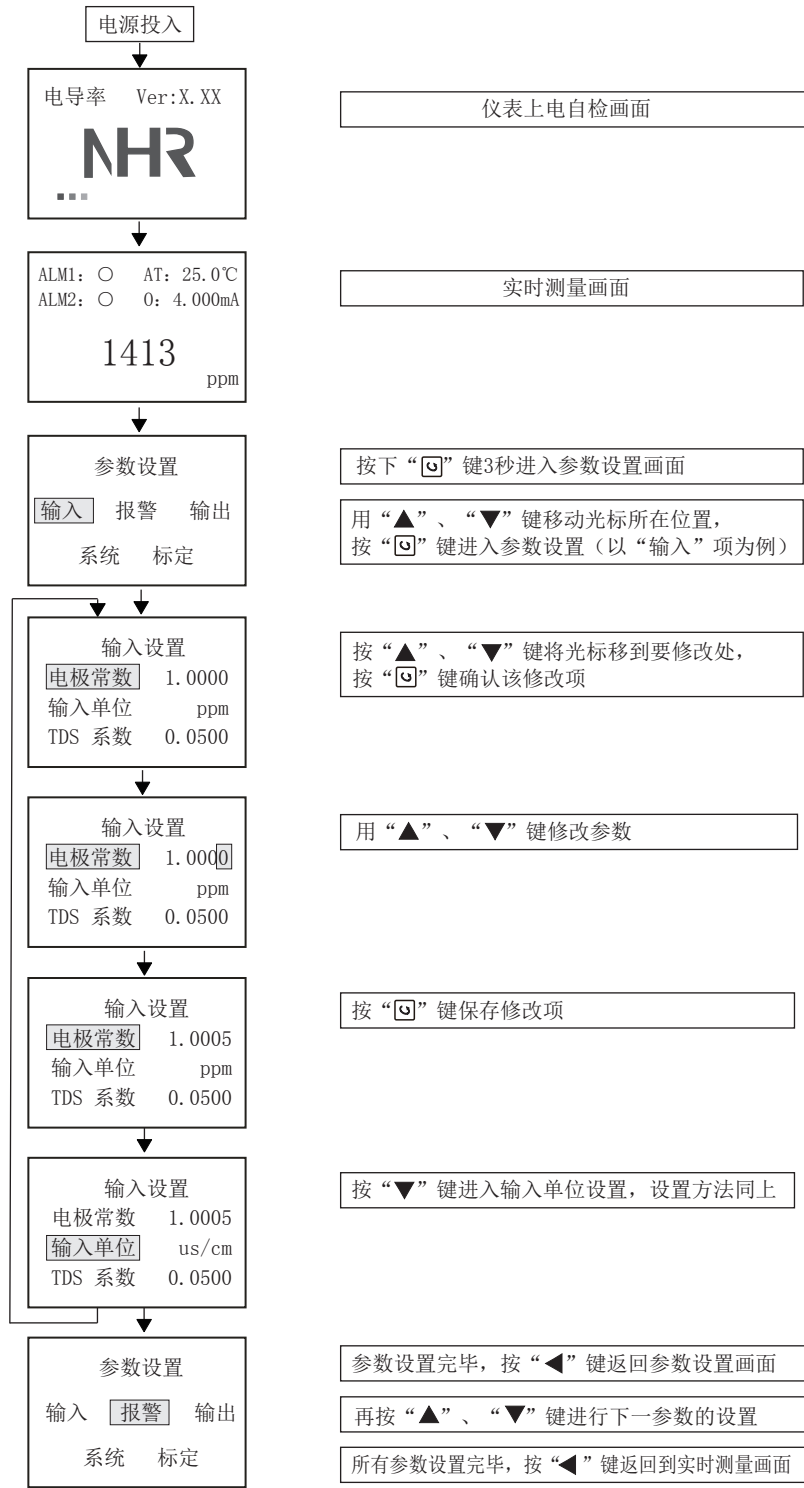 电源投入
电导率 Ver:X.XX
NHR
仪表上电自检画面
ALM1: ○ AT: 25.0℃
ALM2: ○ O: 4.000mA
1413
ppm
实时测量画面
参数设置
输入 报警 输出
系统 标定
按下“”键3秒进入参数设置画面
用“▲”、“▼”键移动光标所在位置，
按“”键进入参数设置（以“输入”项为例）
输入设置
电极常数 1.0000
输入单位 ppm
TDS 系数 0.0500
按“▲”、“▼”键将光标移到要修改处，
按“”键确认该修改项
输入设置
电极常数 1.0000
输入单位 ppm
TDS 系数 0.0500
用“▲”、“▼”键修改参数
输入设置
电极常数 1.0005
输入单位 ppm
TDS 系数 0.0500
按“”键保存修改项
输入设置
电极常数 1.0005
输入单位 us/cm
TDS 系数 0.0500
按“▼”键进入输入单位设置，设置方法同上
参数设置
输入 报警 输出
系统 标定
参数设置完毕，按“◀”键返回参数设置画面
再按“▲”、“▼”键进行下一参数的设置
所有参数设置完毕，按“◀”键返回到实时测量画面